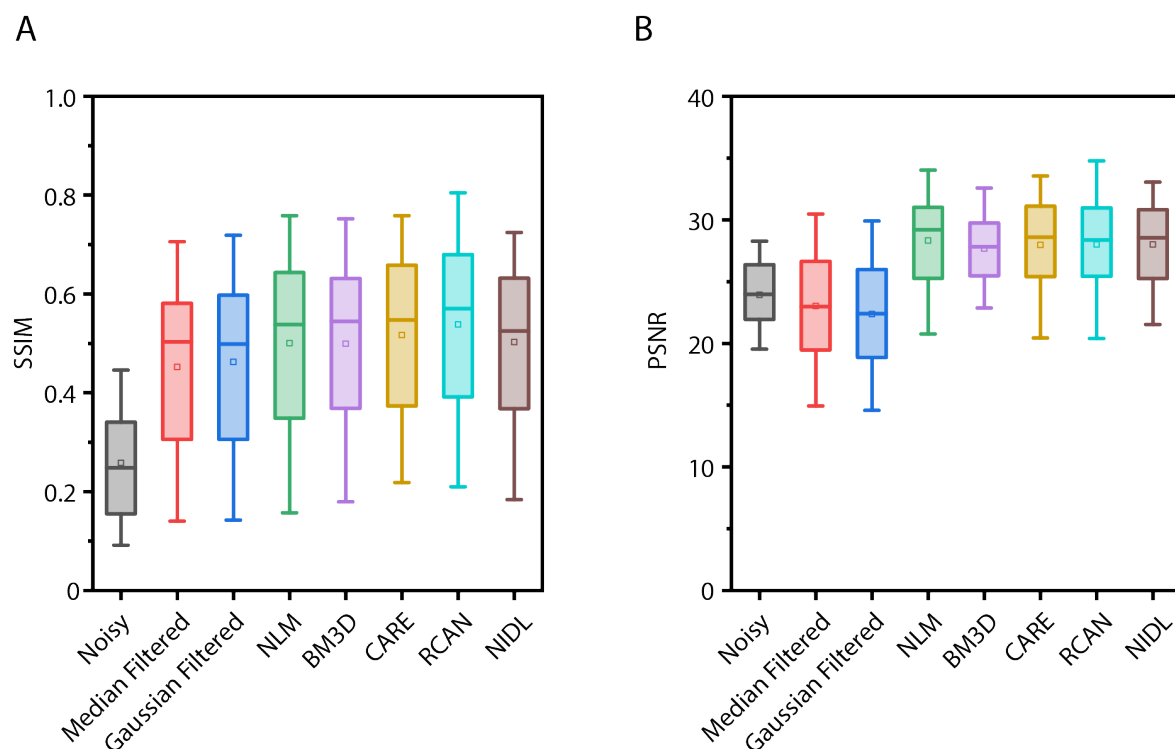 A
SSIM
1.0
0.8
0.6
0.4
0.2
0
Noisy
Median Filtered
Gaussian Filtered
NLM
BM3D
CARE
RCAN
NIDL
B
PSNR
40
30
20
10
0
Noisy
Median Filtered
Gaussian Filtered
NLM
BM3D
CARE
RCAN
NIDL